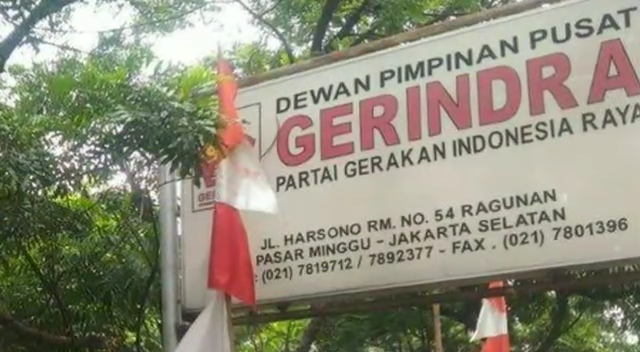 DEWAN PIMPINAN PUSAT
GERINDRA
PARTAI GERAKAN INDONESIA RAYA
JL. HARSONO RM. NO. 54 RAGUNAN
PASAR MINGGU - JAKARTA SELATAN
: (021) 7819712 / 7892377 - FAX . (021) 7801396